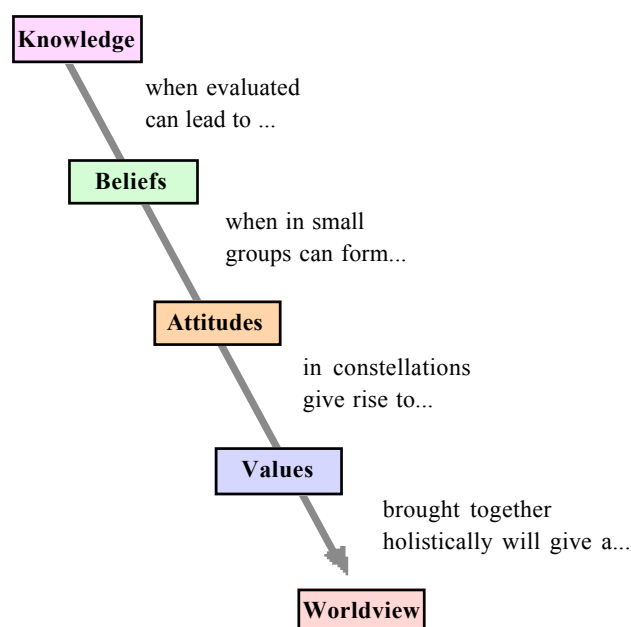 Knowledge
when evaluated
can lead to ...
Beliefs
when in small
groups can form...
Attitudes
in constellations
give rise to...
Values
brought together
holistically will give a...
Worldview